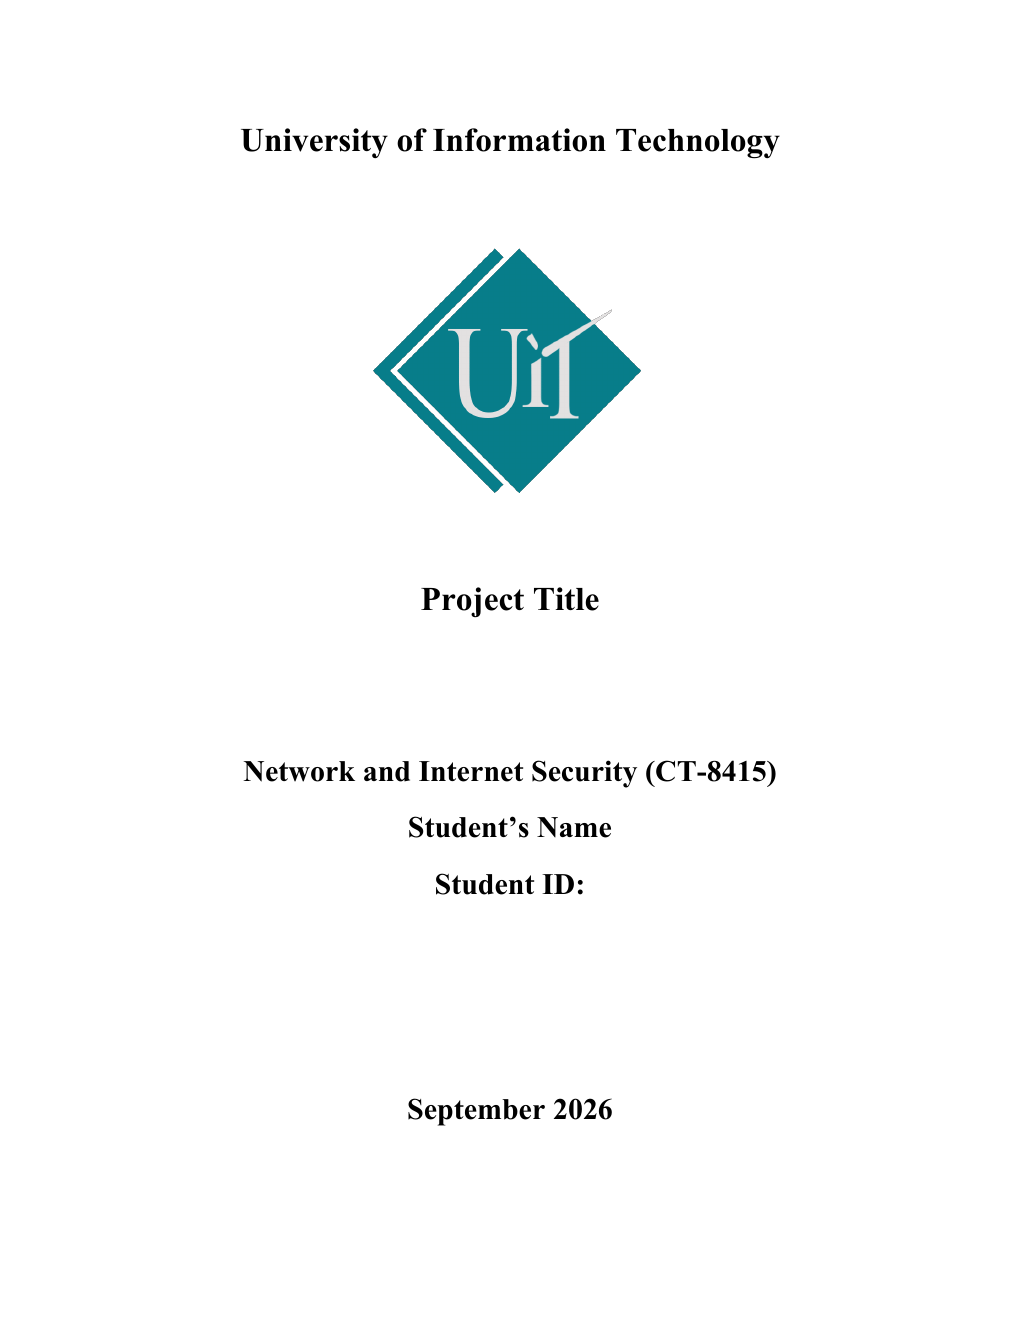 University of Information Technology
UiT
Project Title
Network and Internet Security (CT-8415)
Student’s Name
Student ID:
September 2026